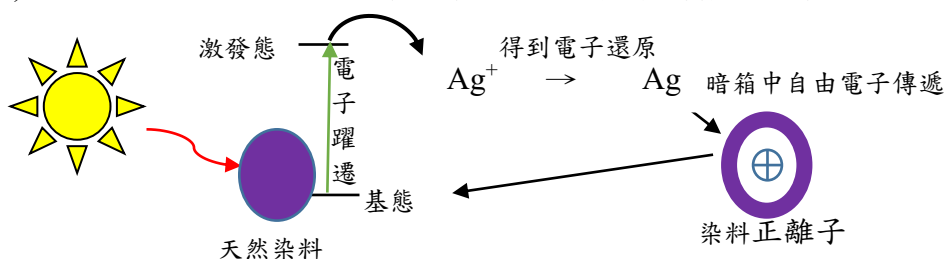 激發態
電子躍遷
得到電子還原
Ag⁺ → Ag
暗箱中自由電子傳遞
基態
天然染料
染料正離子